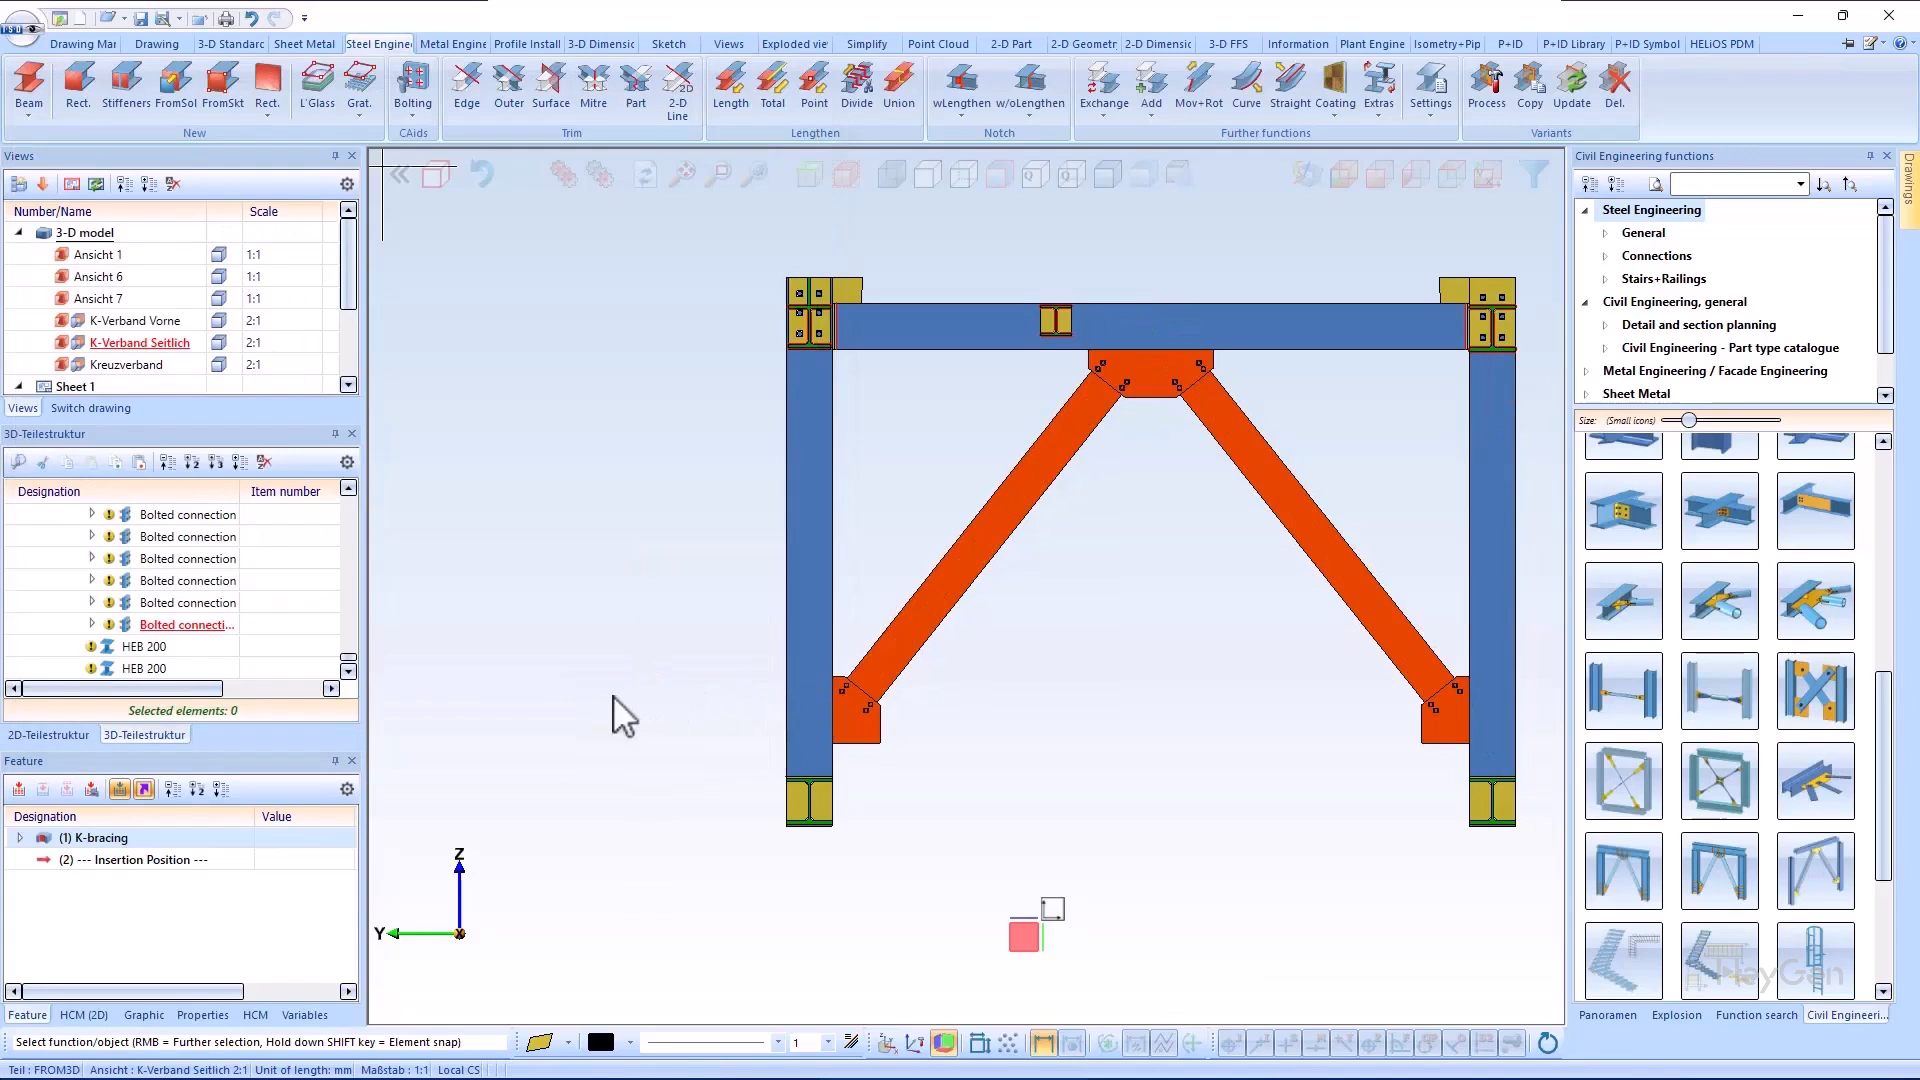 Drawing Mar Drawing 3-D Standarc Sheet Metal Steel Engine Metal Engine Profile Install 3-D Dimensic Sketch Views Exploded vie Simplify Point Cloud 2-D Part 2-D Geometr 2-D Dimensic 3-D FFS Information Plant Engine Isometry+Pip P+ID P+ID Library P+ID Symbol HELiOS PDM
Beam Rect. Stiffeners FromSol FromSkt Rect. L'Glass Grat. Bolting Edge Outer Surface Mitre Part 2-D Line Length Total Point Divide Union wLengthen w/oLengthen Exchange Add Mov+Rot Curve Straight Coating Extras Settings Process Copy Update Del.
New CAids Trim Lengthen Notch Further functions Variants
Views
Number/Name Scale
3-D model
Ansicht 1 1:1
Ansicht 6 1:1
Ansicht 7 1:1
K-Verband Vorne 2:1
K-Verband Seitlich 2:1
Kreuzverband 2:1
Sheet 1
Views Switch drawing
3D-Teilestruktur
Designation Item number
Bolted connection
Bolted connection
Bolted connection
Bolted connection
Bolted connection
Bolted connecti...
HEB 200
HEB 200
Selected elements: 0
2D-Teilestruktur 3D-Teilestruktur
Feature
Designation Value
(1) K-bracing
(2) --- Insertion Position ---
Feature HCM (2D) Graphic Properties HCM Variables
Z
Y
X
Civil Engineering functions
Drawings
Steel Engineering
General
Connections
Stairs+Railings
Civil Engineering, general
Detail and section planning
Civil Engineering - Part type catalogue
Metal Engineering / Facade Engineering
Sheet Metal
Size: (Small icons)
PlayGen
Panoramen Explosion Function search Civil Engineeri...
Select function/object (RMB = Further selection, Hold down SHIFT key = Element snap) 1
Teil : FROM3D Ansicht : K-Verband Seitlich 2:1 Unit of length: mm Maßstab : 1:1 Local CS